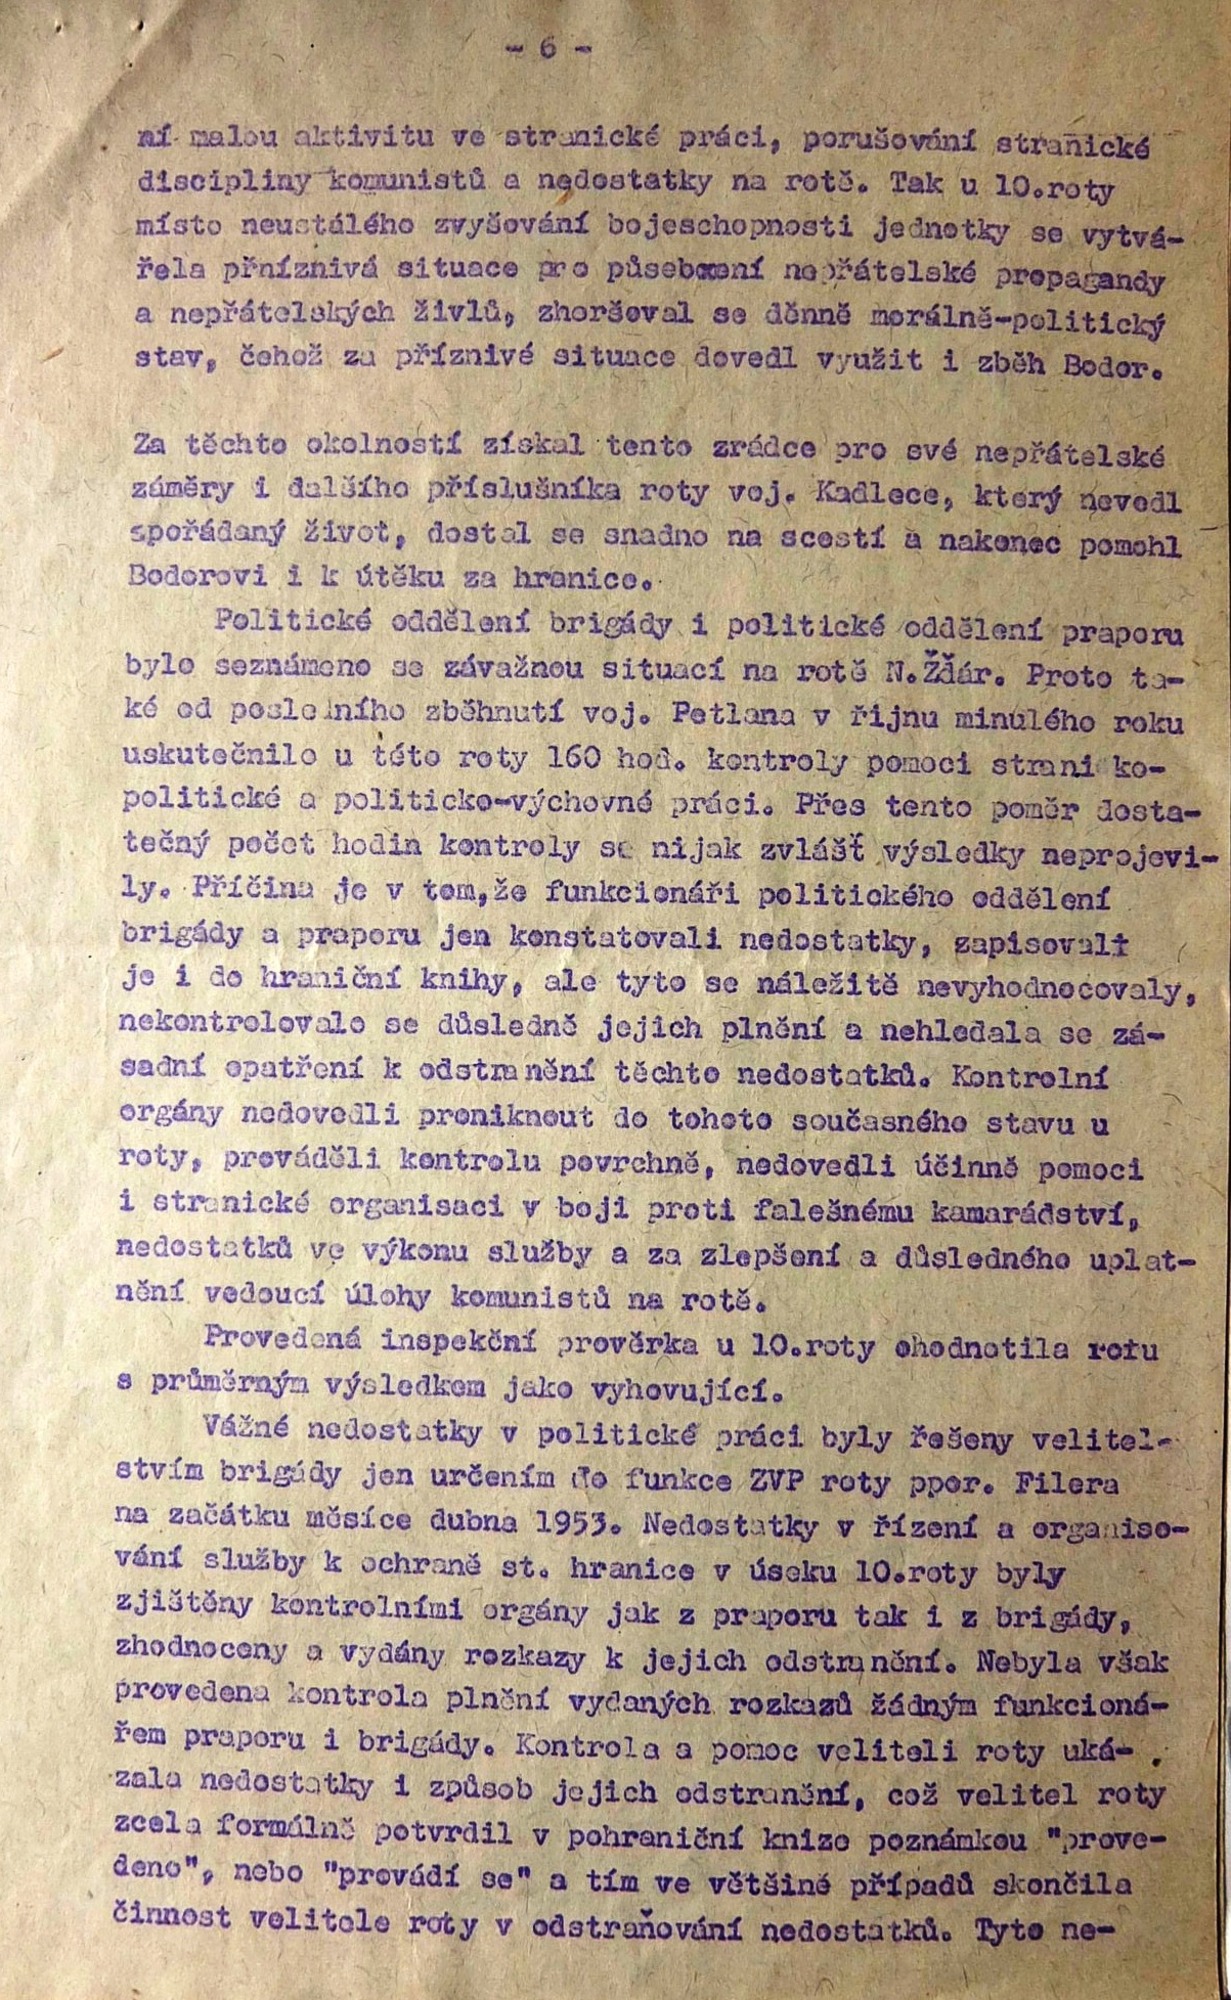 - 6 -
ní malou aktivitu ve stranické práci, porušování stranické
discipliny komunistů a nedostatky na rotě. Tak u 10.roty
místo neustálého zvyšování bojeschopnosti jednotky se vytvá-
řela přníznivá situace pro působení nepřátelské propagandy
a nepřátelských živlů, zhoršoval se děnně morálně-politický
stav, čehož za příznivé situace dovedl využit i zběh Bodor.
Za těchto okolností získal tento zrádce pro své nepřátelské
záměry i dalšího příslušníka roty voj. Kadlece, který nevedl
spořádaný život, dostal se snadno na scestí a nakonec pomohl
Bodorovi i k útěku za hranice.
Politické oddělení brigády i politické oddělení praporu
bylo seznámeno se závažnou situací na rotě N.Žďár. Proto ta-
ké od posledního zběhnutí voj. Petlana v řijnu minulého roku
uskutečnilo u této roty 160 hod. kontroly pomoci strani ko-
politické a politicko-výchovné práci. Přes tento poměr dosta-
tečný počet hodin kontroly se nijak zvlášť výsledky neprojevi-
ly. Příčina je v tom,že funkcionáři politického oddělení
brigády a praporu jen konstatovali nedostatky, zapisovali
je i do hraniční knihy, ale tyto se náležitě nevyhodnocovaly,
nekontrolovalo se důsledně jejich plnění a nehledala se zá-
sadní opatření k odstranění těchto nedostatků. Kontrolní
orgány nedovedli proniknout do tohoto současného stavu u
roty, prováděli kontrolu povrchně, nedovedli účinně pomoci
i stranické organisaci v boji proti falešnému kamarádství,
nedostatků ve výkonu služby a za zlepšení a důsledného uplat-
nění vedoucí úlohy komunistů na rotě.
Provedená inspekční prověrka u 10.roty ohodnotila rotu
s průměrným výsledkem jako vyhovující.
Vážné nedostatky v politické práci byly řešeny velitel-
stvím brigády jen určením do funkce ZVP roty ppor. Filera
na začátku měsíce dubna 1953. Nedostatky v řízení a organiso-
vání služby k ochraně st. hranice v úseku 10.roty byly
zjištěny kontrolními orgány jak z praporu tak i z brigády,
zhodnoceny a vydány rozkazy k jejich odstranění. Nebyla však
provedena kontrola plnění vydaných rozkazů žádným funkcioná-
řem praporu i brigády. Kontrola a pomoc veliteli roty uká-
zala nedostatky i způsob jejich odstranění, což velitel roty
zcela formálně potvrdil v pohraniční knize poznámkou "prove-
deno", nebo "provádí se" a tím ve většině případů skončila
činnost velitele roty v odstraňování nedostatků. Tyto ne-